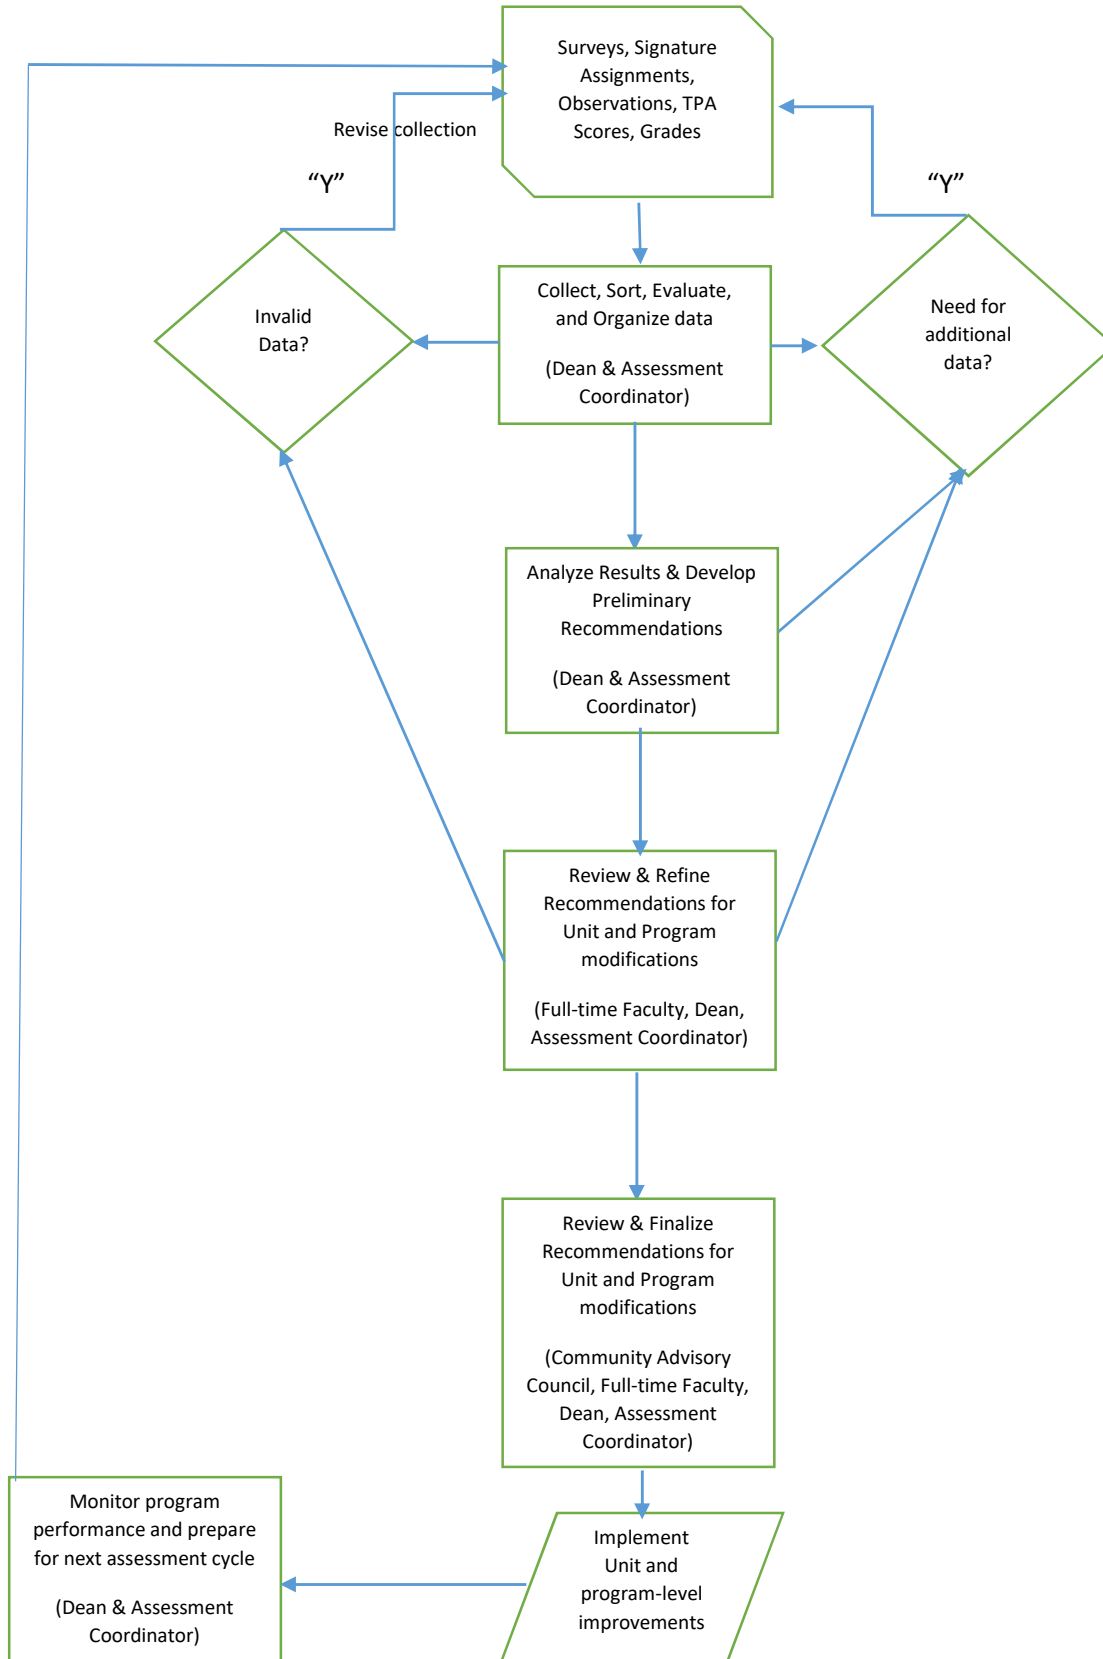 Surveys, Signature
Assignments,
Observations, TPA
Scores, Grades
Revise collection
“Y”
“Y”
Invalid
Data?
Collect, Sort, Evaluate,
and Organize data
(Dean & Assessment
Coordinator)
Need for
additional
data?
Analyze Results & Develop
Preliminary
Recommendations
(Dean & Assessment
Coordinator)
Review & Refine
Recommendations for
Unit and Program
modifications
(Full-time Faculty, Dean,
Assessment Coordinator)
Review & Finalize
Recommendations for
Unit and Program
modifications
(Community Advisory
Council, Full-time Faculty,
Dean, Assessment
Coordinator)
Monitor program
performance and prepare
for next assessment cycle
(Dean & Assessment
Coordinator)
Implement
Unit and
program-level
improvements